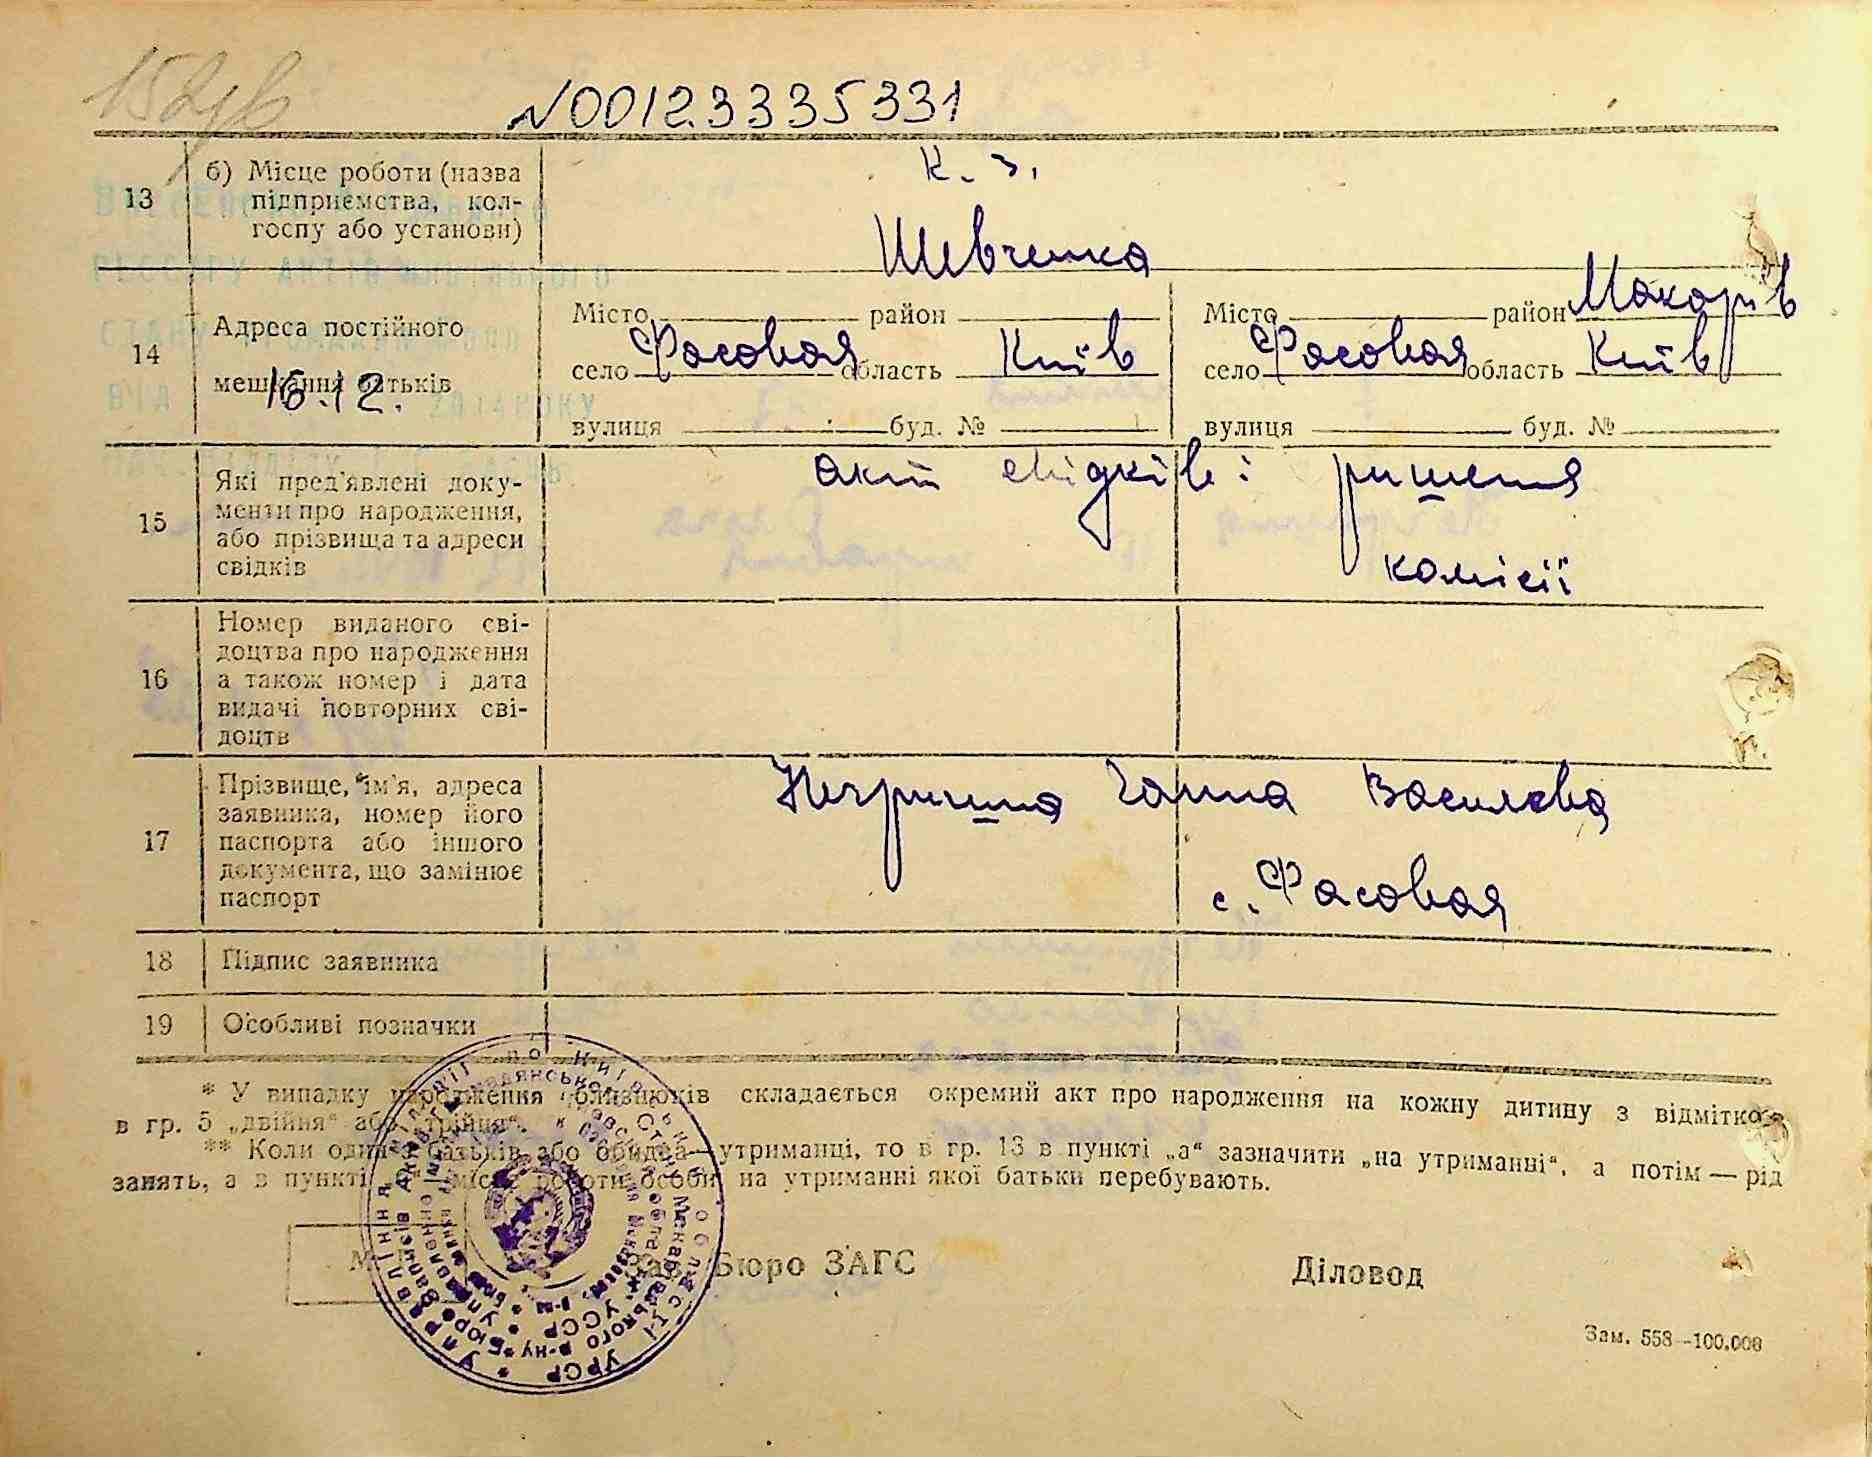 N00123335331
13
б) Місце роботи (назва
підприємства, кол-
госпу або установи)
к. з.
Шевченка
14
Адреса постійного
мешкання батьків
16.12.
Місто район
село Фасовая область Київ
вулиця буд. №
Місто район Макарів
село Фасовая область Київ
вулиця буд. №
15
Які пред'явлені доку-
менти про народження,
або прізвища та адреси
свідків
акт свідків і ришення
комісії
16
Номер виданого сві-
доцтва про народження
а також номер і дата
видачі повторних сві-
доцтв
17
Прізвище, ім'я, адреса
заявника, номер його
паспорта або іншого
документа, що замінює
паспорт
Ганна Василєва
с. Фасовая
18
Підпис заявника
19
Особливі позначки
* У випадку народження близнюків складається окремий акт про народження на кожну дитину з відміткою
в гр. 5 „двійня“ або „трійня“.
** Коли один з батьків або обидва—утриманці, то в гр. 13 в пункті „а“ зазначити „на утриманні“, а потім — рід
занять, а в пункті місце роботи особи, на утриманні якої батьки перебувають.
Зав. Бюро ЗАГС
Діловод
Зам. 558—100.000